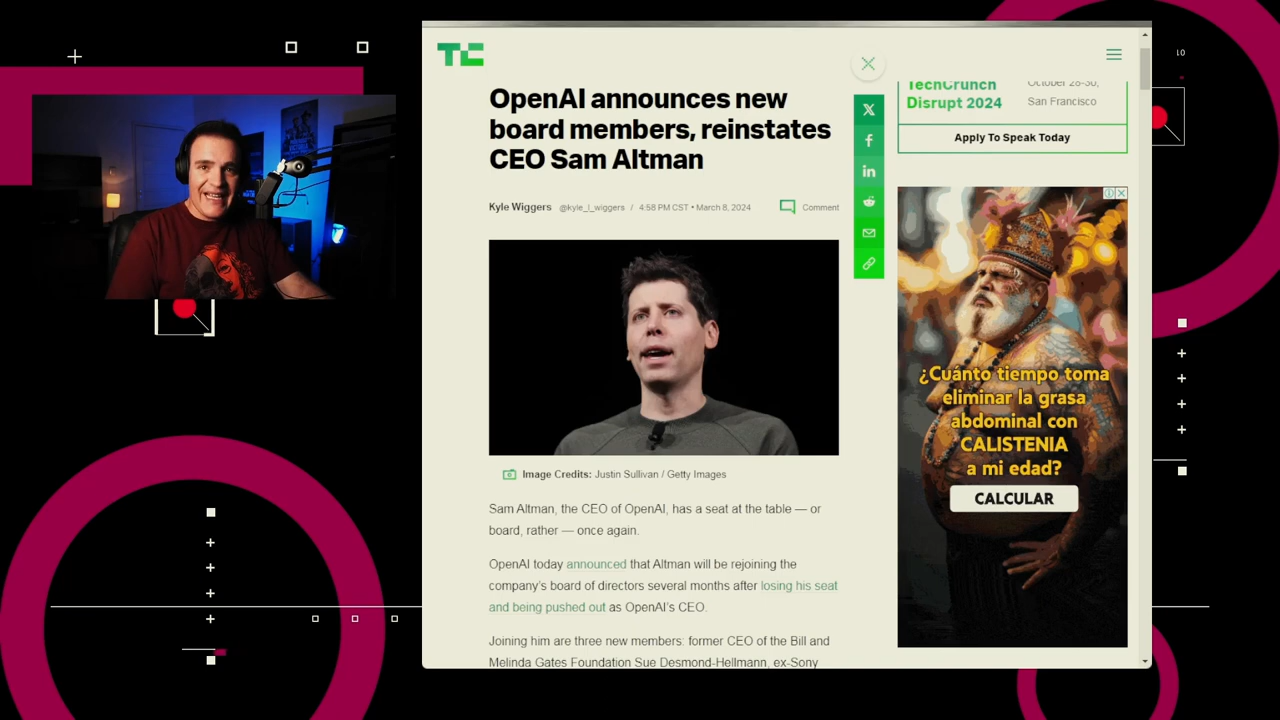 TC
10
TechCrunch
Disrupt 2024
October 28-30,
San Francisco
Apply To Speak Today
OpenAI announces new
board members, reinstates
CEO Sam Altman
Kyle Wiggers @kyle_l_wiggers / 4:58 PM CST • March 8, 2024
Comment
Image Credits: Justin Sullivan / Getty Images
Sam Altman, the CEO of OpenAI, has a seat at the table — or
board, rather — once again.
OpenAI today announced that Altman will be rejoining the
company's board of directors several months after losing his seat
and being pushed out as OpenAI's CEO.
Joining him are three new members: former CEO of the Bill and
Melinda Gates Foundation Sue Desmond-Hellmann, ex-Sony
¿Cuánto tiempo toma
eliminar la grasa
abdominal con
CALISTENIA
a mi edad?
CALCULAR